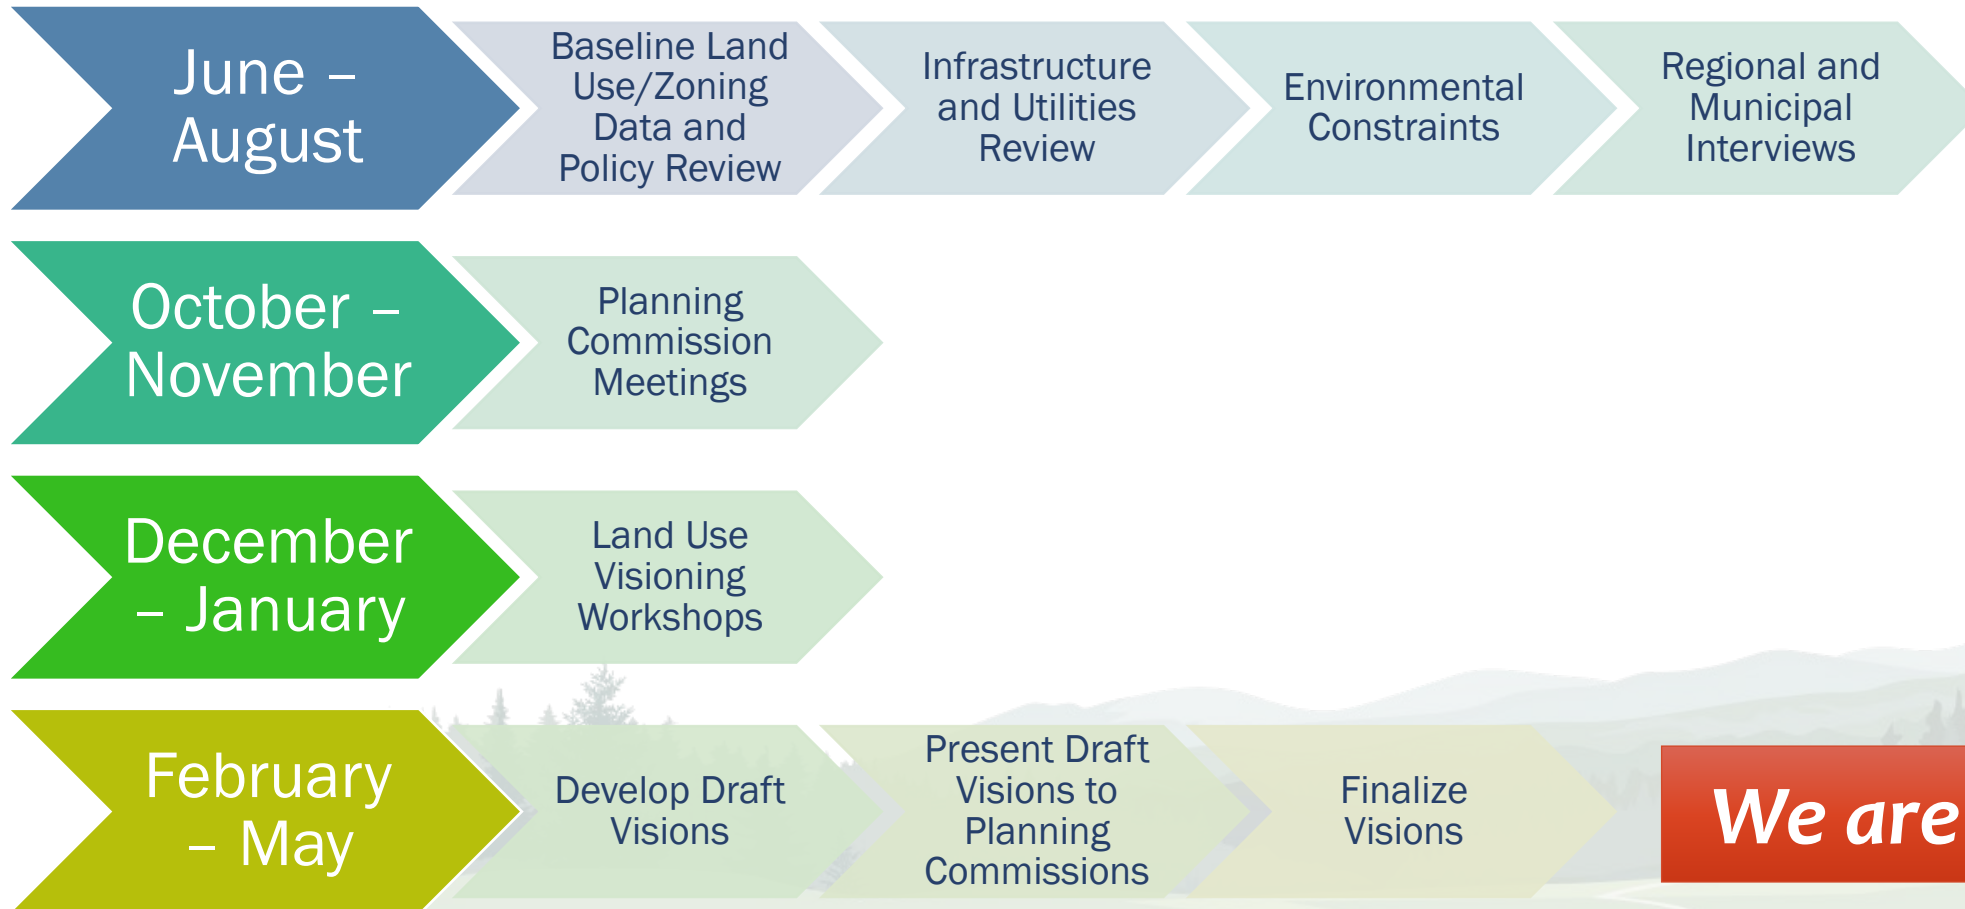 June –
August
Baseline Land
Use/Zoning
Data and
Policy Review
Infrastructure
and Utilities
Review
Environmental
Constraints
Regional and
Municipal
Interviews
October –
November
Planning
Commission
Meetings
December
– January
Land Use
Visioning
Workshops
February
– May
Develop Draft
Visions
Present Draft
Visions to
Planning
Commissions
Finalize
Visions
We are